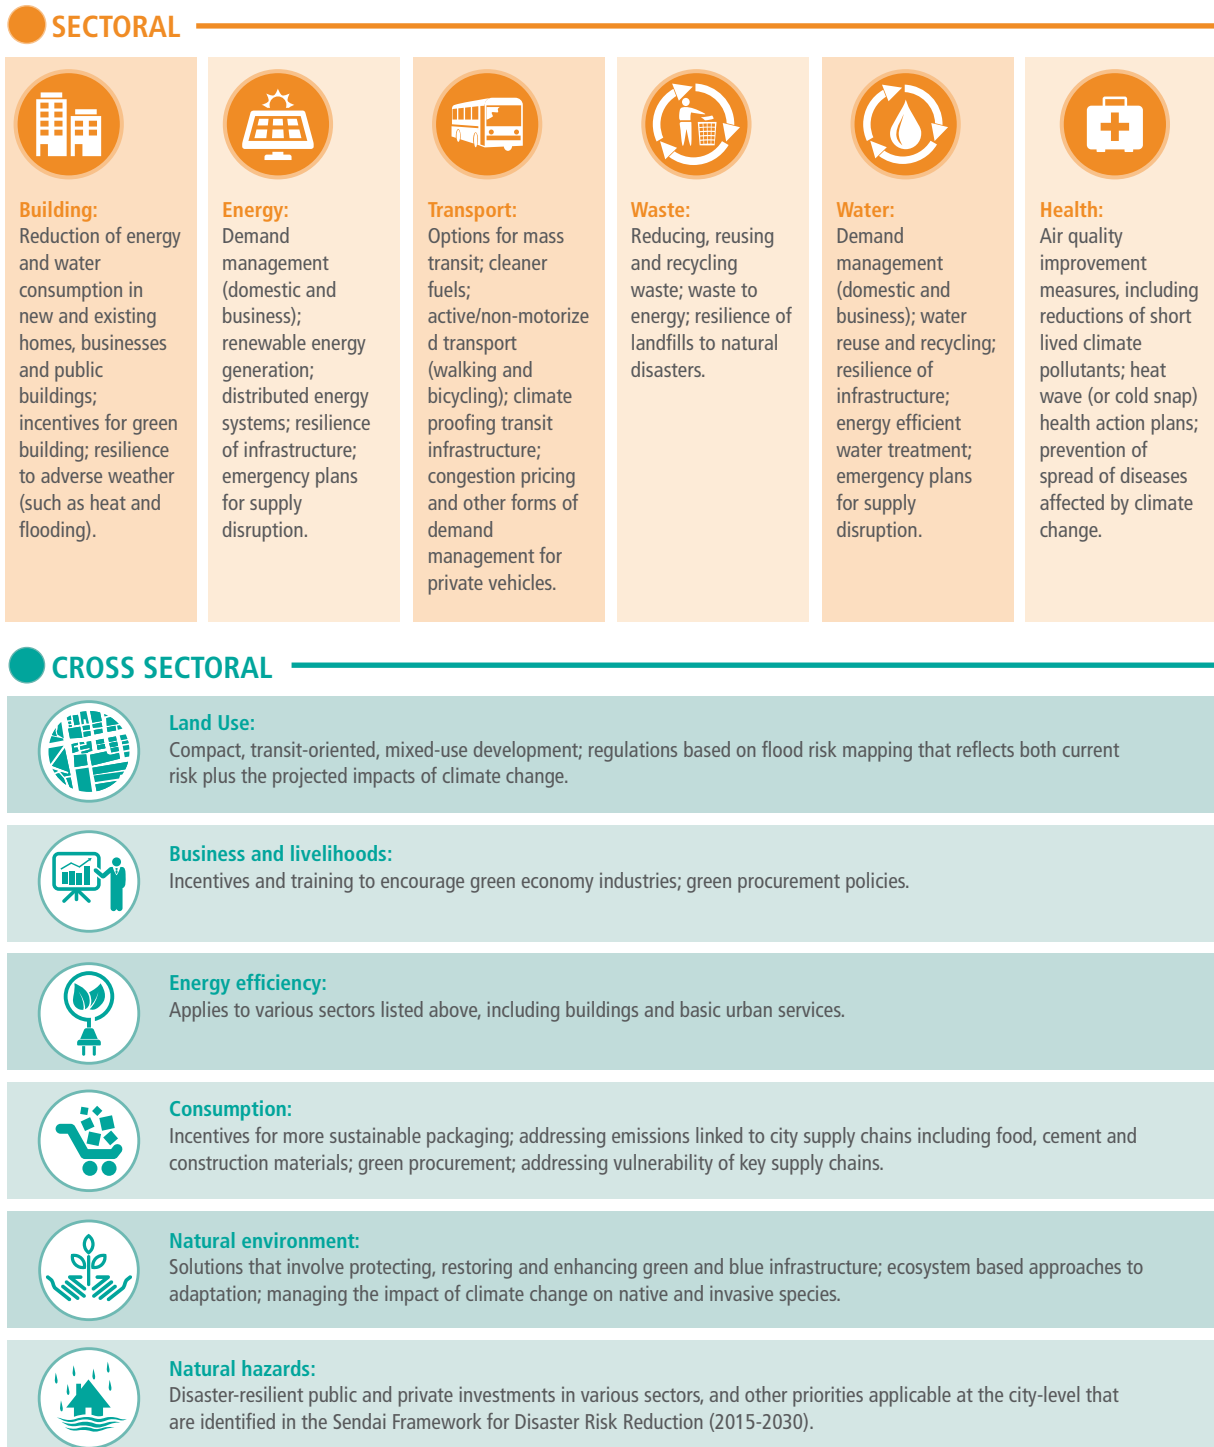 SECTORAL
Building:
Reduction of energy
and water
consumption in
new and existing
homes, businesses
and public
buildings;
incentives for green
building; resilience
to adverse weather
(such as heat and
flooding).
Energy:
Demand
management
(domestic and
business);
renewable energy
generation;
distributed energy
systems; resilience
of infrastructure;
emergency plans
for supply
disruption.
Transport:
Options for mass
transit; cleaner
fuels;
active/non-motorize
d transport
(walking and
bicycling); climate
proofing transit
infrastructure;
congestion pricing
and other forms of
demand
management for
private vehicles.
Waste:
Reducing, reusing
and recycling
waste; waste to
energy; resilience of
landfills to natural
disasters.
Water:
Demand
management
(domestic and
business); water
reuse and recycling;
resilience of
infrastructure;
energy efficient
water treatment;
emergency plans
for supply
disruption.
Health:
Air quality
improvement
measures, including
reductions of short
lived climate
pollutants; heat
wave (or cold snap)
health action plans;
prevention of
spread of diseases
affected by climate
change.
CROSS SECTORAL
Land Use:
Compact, transit-oriented, mixed-use development; regulations based on flood risk mapping that reflects both current
risk plus the projected impacts of climate change.
Business and livelihoods:
Incentives and training to encourage green economy industries; green procurement policies.
Energy efficiency:
Applies to various sectors listed above, including buildings and basic urban services.
Consumption:
Incentives for more sustainable packaging; addressing emissions linked to city supply chains including food, cement and
construction materials; green procurement; addressing vulnerability of key supply chains.
Natural environment:
Solutions that involve protecting, restoring and enhancing green and blue infrastructure; ecosystem based approaches to
adaptation; managing the impact of climate change on native and invasive species.
Natural hazards:
Disaster-resilient public and private investments in various sectors, and other priorities applicable at the city-level that
are identified in the Sendai Framework for Disaster Risk Reduction (2015-2030).